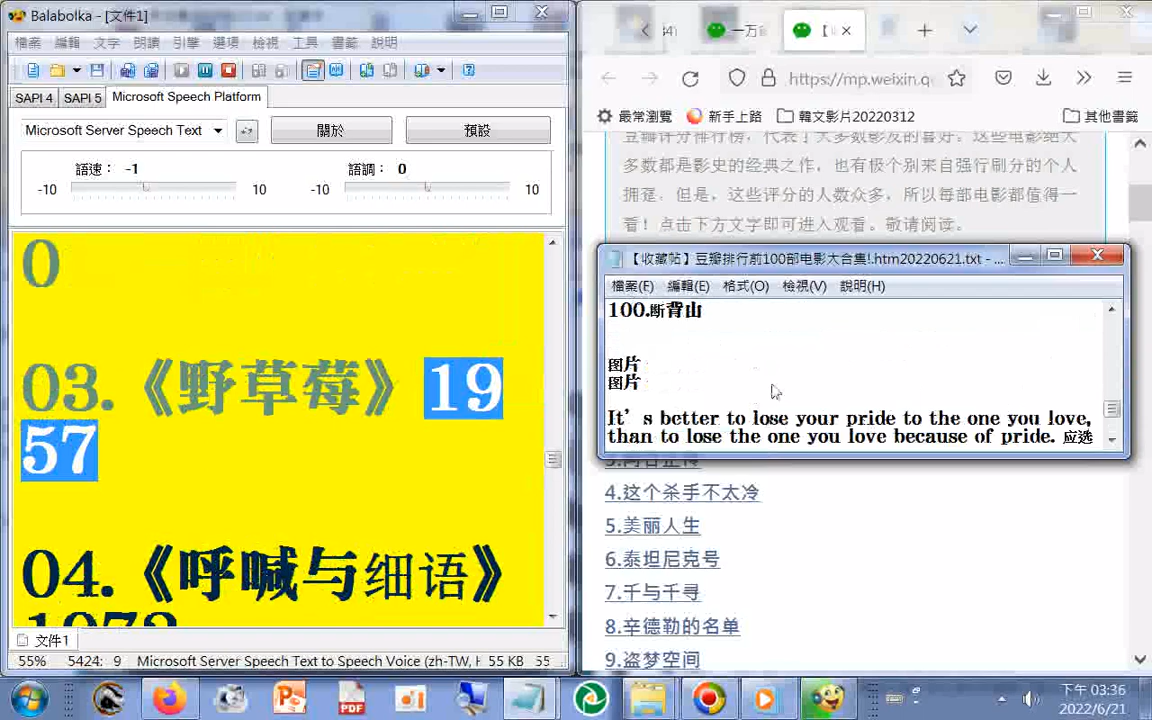 Balabolka - [文件1]
檔案 編輯 文字 朗讀 引擎 選項 檢視 工具 書籤 說明
SAPI 4 SAPI 5 Microsoft Speech Platform
Microsoft Server Speech Text
關於
預設
語速： -1
-10 10
語調： 0
-10 10
0
03.《野草莓》19
57
04.《呼喊与细语》
文件1
55% 5424: 9 Microsoft Server Speech Text to Speech Voice (zh-TW, H 55 KB 55
一万
https://mp.weixin.q
最常瀏覽 新手上路 韓文影片20220312 其他書籤
豆瓣评分排行榜，代表了大多数影友的喜好。这些电影绝大
多数都是影史的经典之作，也有极个别来自强行刷分的个人
拥趸。但是，这些评分的人数众多，所以每部电影都值得一
看！点击下方文字即可进入观看。敬请阅读。
【收藏帖】豆瓣排行前100部电影大合集!.htm20220621.txt - ...
檔案(F) 編輯(E) 格式(O) 檢視(V) 說明(H)
100.断背山
图片
图片
It's better to lose your pride to the one you love,
than to lose the one you love because of pride. 应选
4.这个杀手不太冷
5.美丽人生
6.泰坦尼克号
7.千与千寻
8.辛德勒的名单
9.盗梦空间
PDF
下午 03:36
2022/6/21